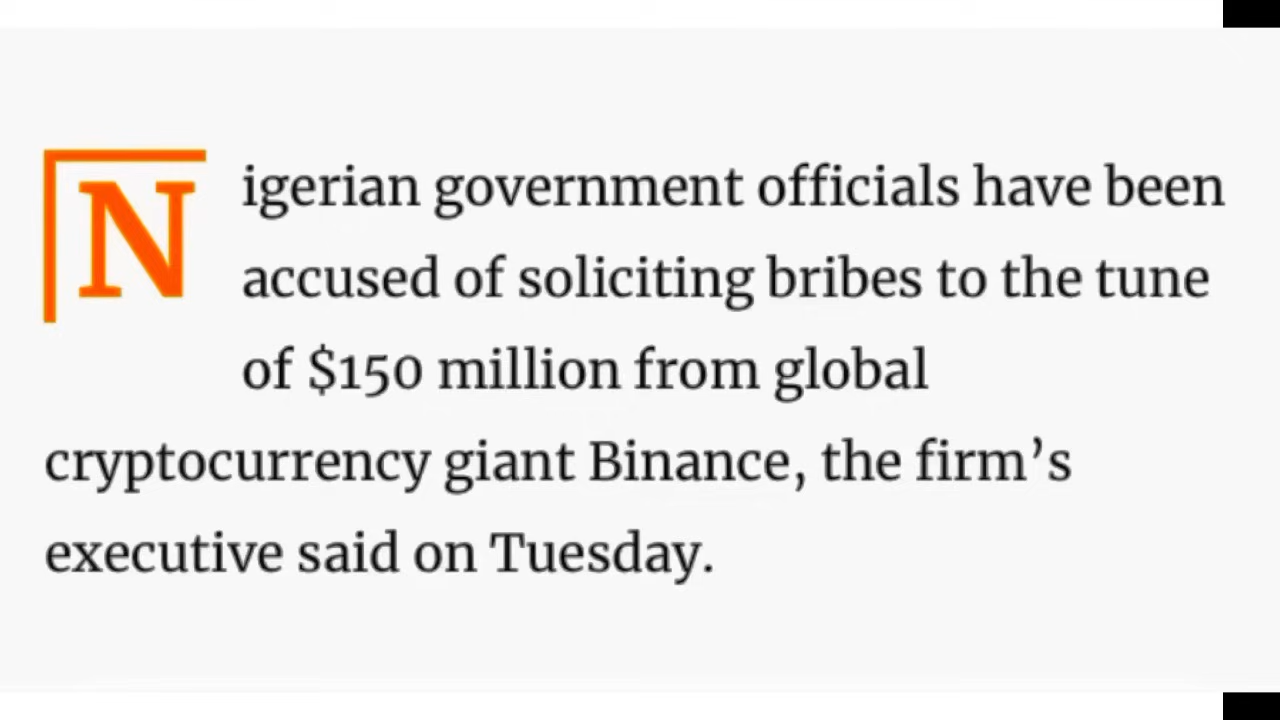 Nigerian government officials have been
accused of soliciting bribes to the tune
of $150 million from global
cryptocurrency giant Binance, the firm’s
executive said on Tuesday.